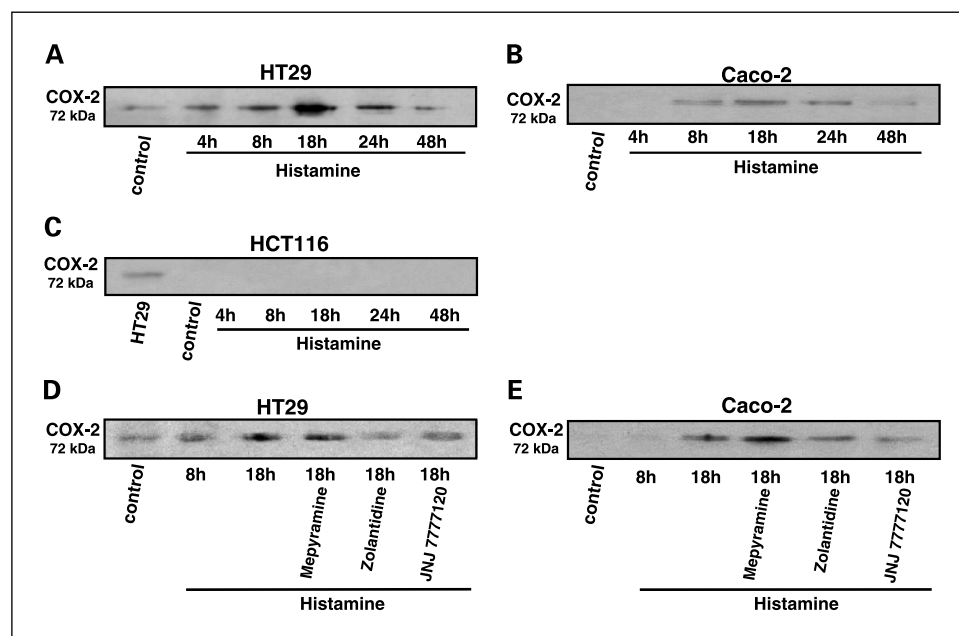 A
HT29
COX-2
72 kDa
control
4h 8h 18h 24h 48h
Histamine
B
Caco-2
COX-2
72 kDa
control
4h 8h 18h 24h 48h
Histamine
C
HCT116
COX-2
72 kDa
HT29
control
4h 8h 18h 24h 48h
Histamine
D
HT29
COX-2
72 kDa
control
8h 18h 18h 18h 18h
Mepyramine
Zolantidine
JNJ 7777120
Histamine
E
Caco-2
COX-2
72 kDa
control
8h 18h 18h 18h 18h
Mepyramine
Zolantidine
JNJ 7777120
Histamine